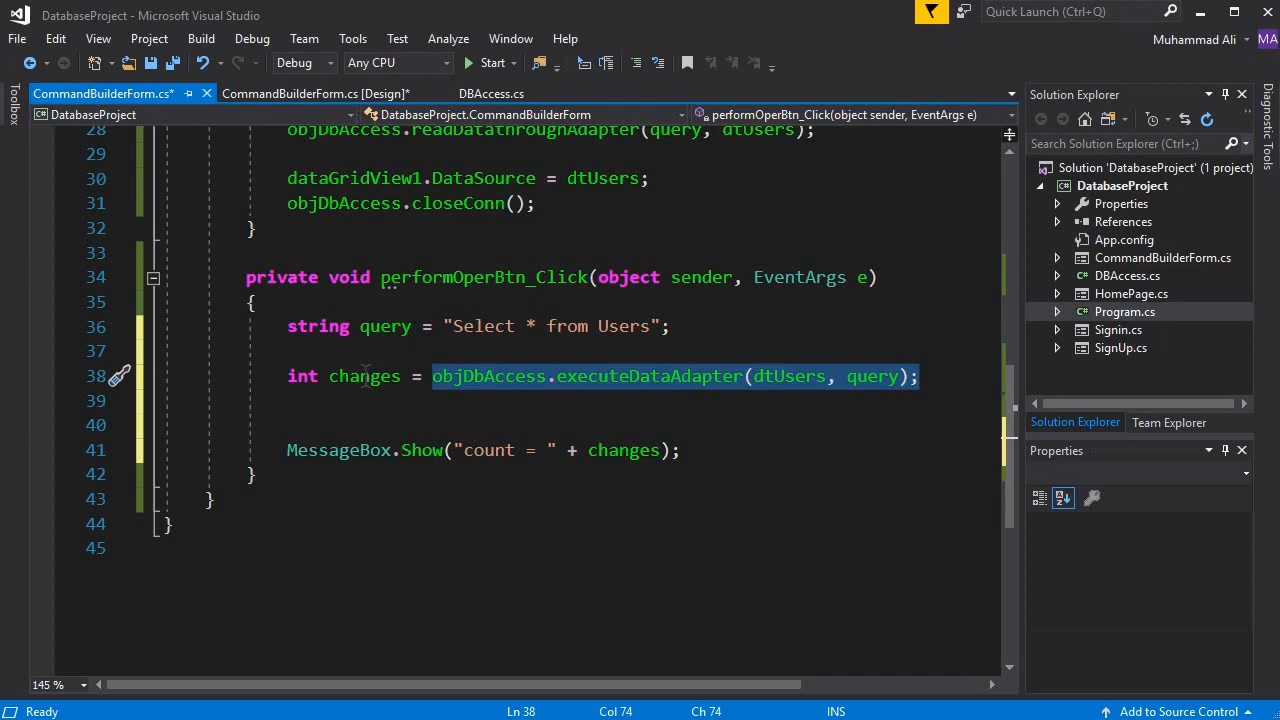 DatabaseProject - Microsoft Visual Studio
Quick Launch (Ctrl+Q)
File Edit View Project Build Debug Team Tools Test Analyze Window Help
Muhammad Ali MA
Debug Any CPU Start
Toolbox
CommandBuilderForm.cs* CommandBuilderForm.cs [Design]* DBAccess.cs
DatabaseProject DatabaseProject.CommandBuilderForm performOperBtn_Click(object sender, EventArgs e)
28 objDbAccess.readDatathroughAdapter(query, dtUsers);
29
30 dataGridView1.DataSource = dtUsers;
31 objDbAccess.closeConn();
32 }
33
34 private void performOperBtn_Click(object sender, EventArgs e)
35 {
36 string query = "Select * from Users";
37
38 int changes = objDbAccess.executeDataAdapter(dtUsers, query);
39
40
41 MessageBox.Show("count = " + changes);
42 }
43 }
44 }
45
145 %
Solution Explorer
Search Solution Explorer (Ctrl+;)
Solution 'DatabaseProject' (1 project)
DatabaseProject
Properties
References
App.config
CommandBuilderForm.cs
DBAccess.cs
HomePage.cs
Program.cs
Signin.cs
SignUp.cs
Solution Explorer Team Explorer
Properties
Diagnostic Tools
Ready Ln 38 Col 74 Ch 74 INS Add to Source Control